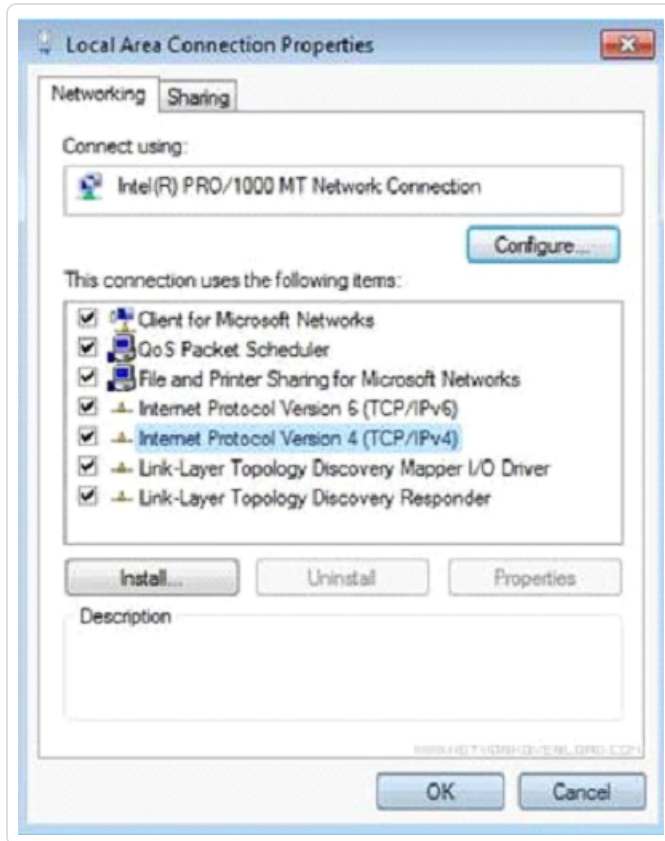 Local Area Connection Properties
Networking
Sharing
Connect using:
Intel(R) PRO/1000 MT Network Connection
Configure...
This connection uses the following items:
Client for Microsoft Networks
QoS Packet Scheduler
File and Printer Sharing for Microsoft Networks
Internet Protocol Version 6 (TCP/IPv6)
Internet Protocol Version 4 (TCP/IPv4)
Link-Layer Topology Discovery Mapper I/O Driver
Link-Layer Topology Discovery Responder
Install...
Uninstall
Properties
Description
WWW.NETWORKOVERLOAD.COM
OK
Cancel